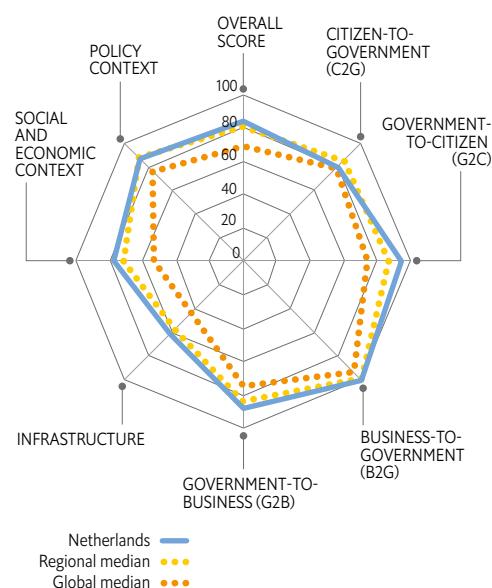 OVERALL
SCORE
CITIZEN-TO-
GOVERNMENT
(C2G)
GOVERNMENT-
TO-CITIZEN
(G2C)
BUSINESS-TO-
GOVERNMENT
(B2G)
GOVERNMENT-TO-
BUSINESS (G2B)
INFRASTRUCTURE
SOCIAL
AND
ECONOMIC
CONTEXT
POLICY
CONTEXT
100
80
60
40
20
0
Netherlands
Regional median
Global median